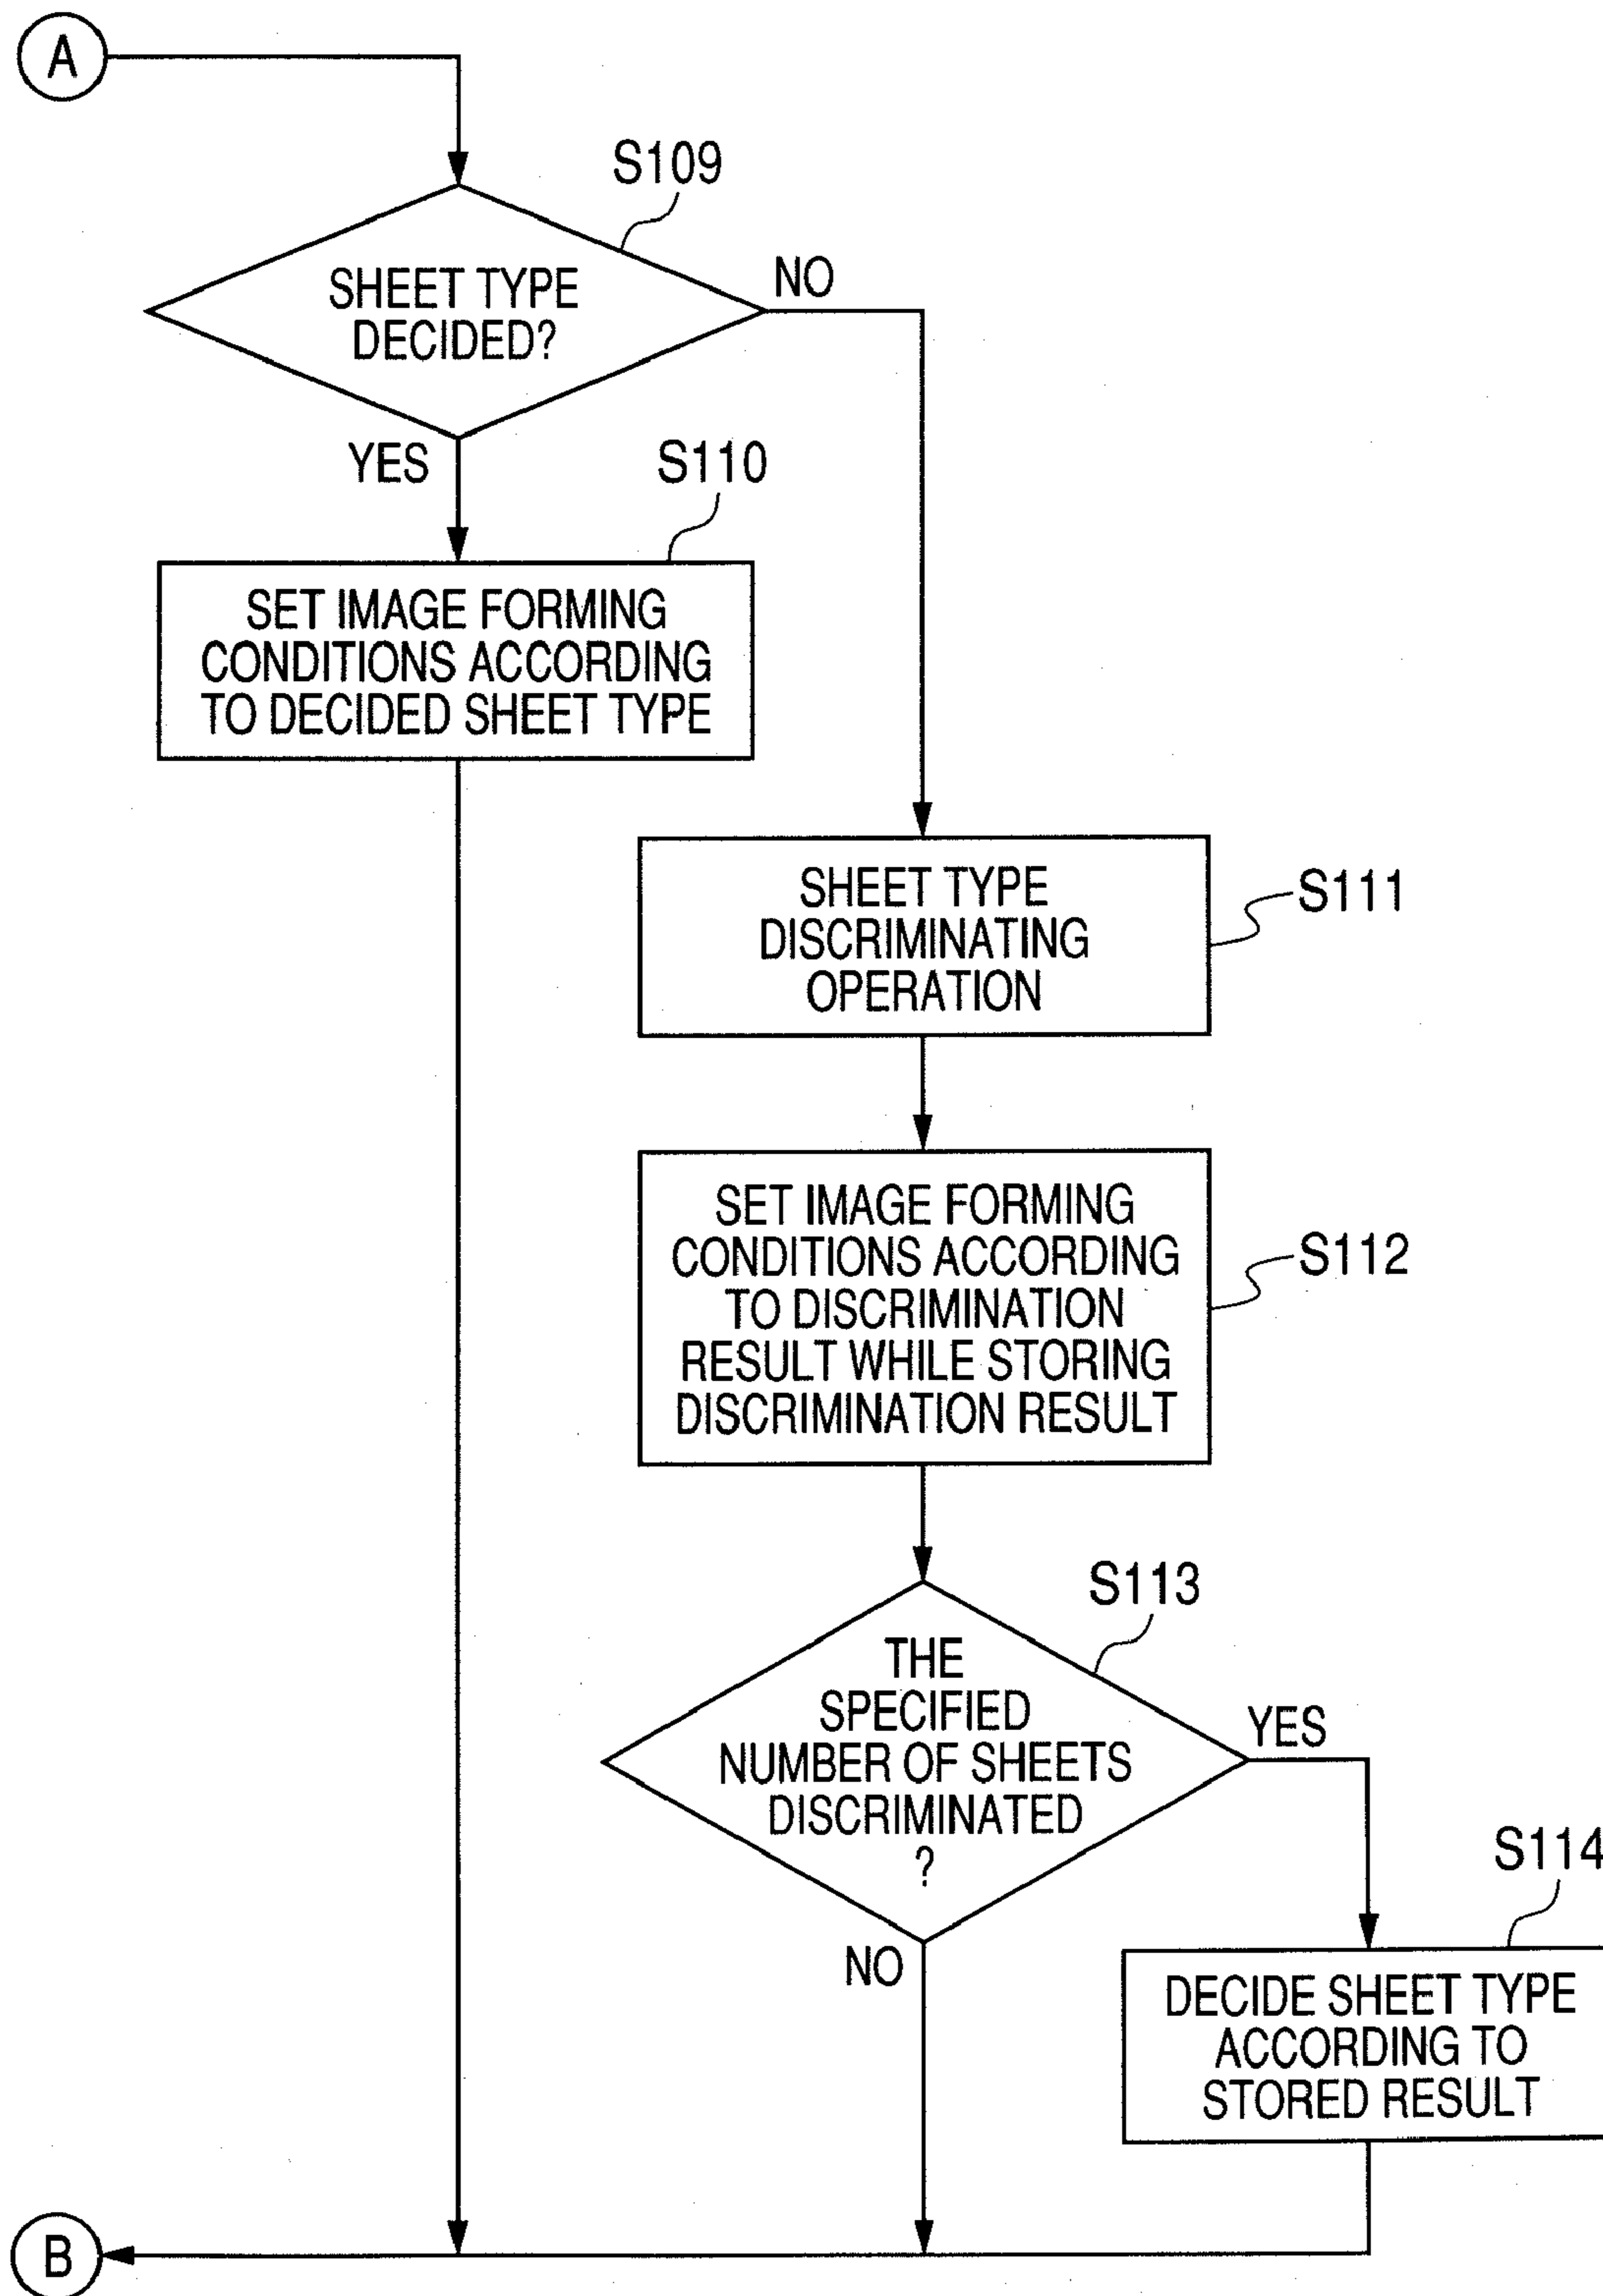 A
S109
SHEET TYPE
DECIDED?
NO
YES
S110
SET IMAGE FORMING
CONDITIONS ACCORDING
TO DECIDED SHEET TYPE
SHEET TYPE
DISCRIMINATING
OPERATION
S111
SET IMAGE FORMING
CONDITIONS ACCORDING
TO DISCRIMINATION
RESULT WHILE STORING
DISCRIMINATION RESULT
S112
S113
THE
SPECIFIED
NUMBER OF SHEETS
DISCRIMINATED
?
YES
NO
S114
DECIDE SHEET TYPE
ACCORDING TO
STORED RESULT
B